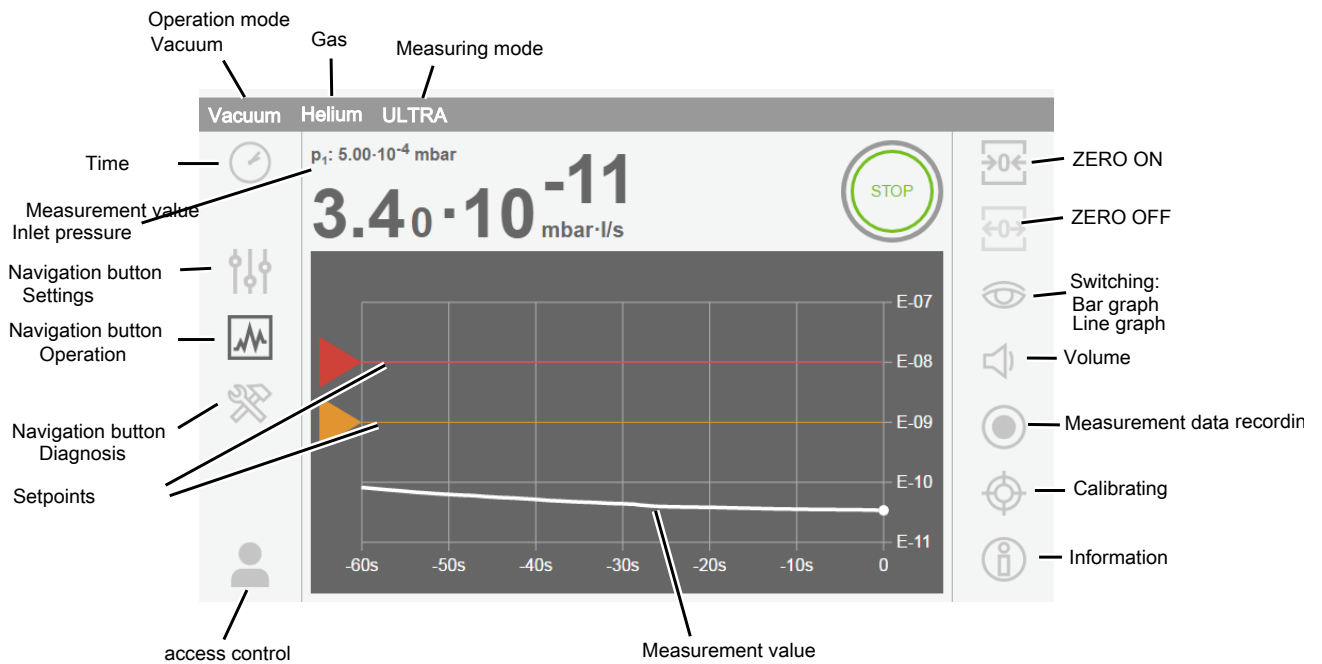 Operation mode
Vacuum
Gas
Measuring mode
Vacuum Helium ULTRA
Time
Measurement value
Inlet pressure
Navigation button
Settings
Navigation button
Operation
Navigation button
Diagnosis
Setpoints
access control
p1: 5.00·10-4 mbar
3.40·10-11
mbar·l/s
STOP
E-07
E-08
E-09
E-10
E-11
-60s -50s -40s -30s -20s -10s 0
Measurement value
ZERO ON
ZERO OFF
Switching:
Bar graph
Line graph
Volume
Measurement data recordin
Calibrating
Information